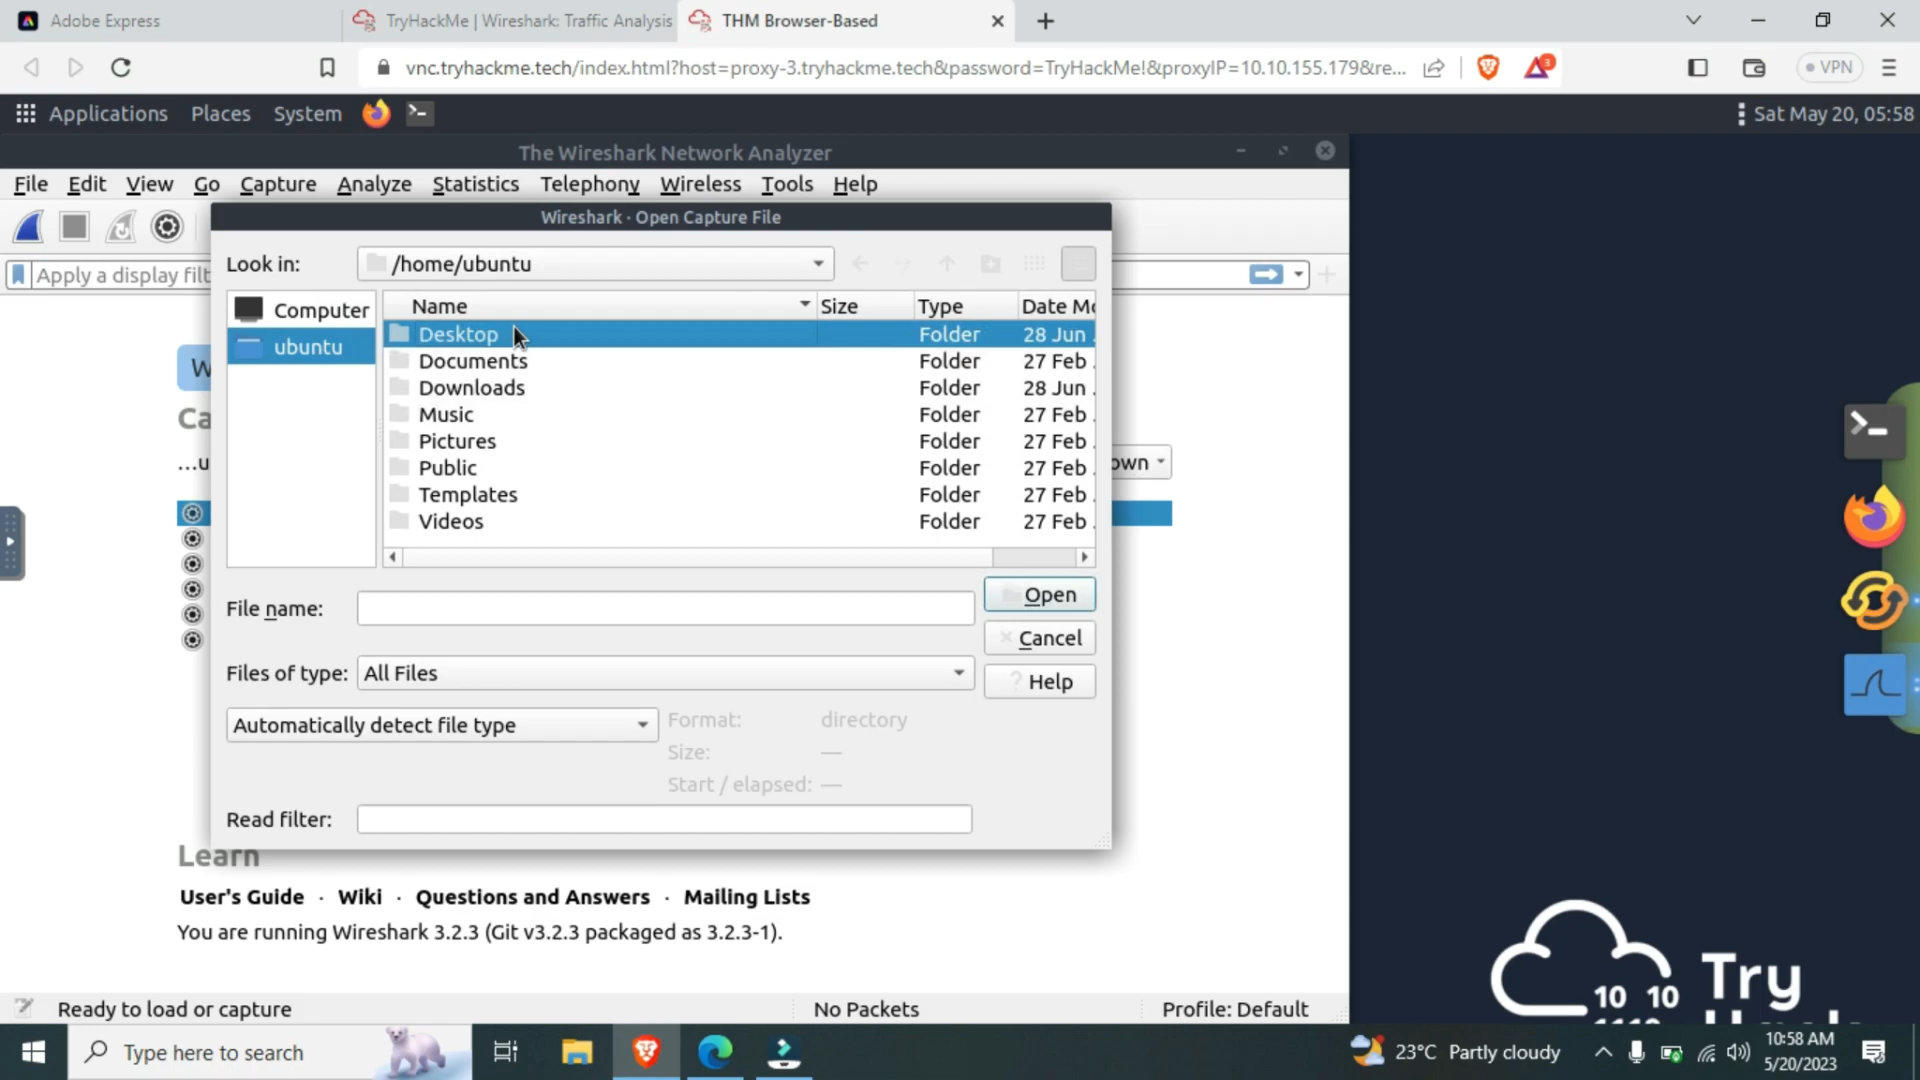 Adobe Express
TryHackMe | Wireshark: Traffic Analysis
THM Browser-Based
vnc.tryhackme.tech/index.html?host=proxy-3.tryhackme.tech&password=TryHackMe!&proxyIP=10.10.155.179&re...
3
VPN
Applications Places System
Sat May 20, 05:58
The Wireshark Network Analyzer
File Edit View Go Capture Analyze Statistics Telephony Wireless Tools Help
Wireshark · Open Capture File
Apply a display filt
Look in: /home/ubuntu
Computer
ubuntu
Name Size Type Date Mo
Desktop Folder 28 Jun .
Documents Folder 27 Feb .
Downloads Folder 28 Jun .
Music Folder 27 Feb .
Pictures Folder 27 Feb .
Public Folder 27 Feb .
Templates Folder 27 Feb .
Videos Folder 27 Feb .
W
Ca
...u
own
File name:
Open
Cancel
Files of type: All Files
? Help
Automatically detect file type
Format: directory
Size: —
Start / elapsed: —
Read filter:
Learn
User's Guide · Wiki · Questions and Answers · Mailing Lists
You are running Wireshark 3.2.3 (Git v3.2.3 packaged as 3.2.3-1).
Ready to load or capture
No Packets
Profile: Default
Try
10 10
Type here to search
23°C Partly cloudy
10:58 AM
5/20/2023